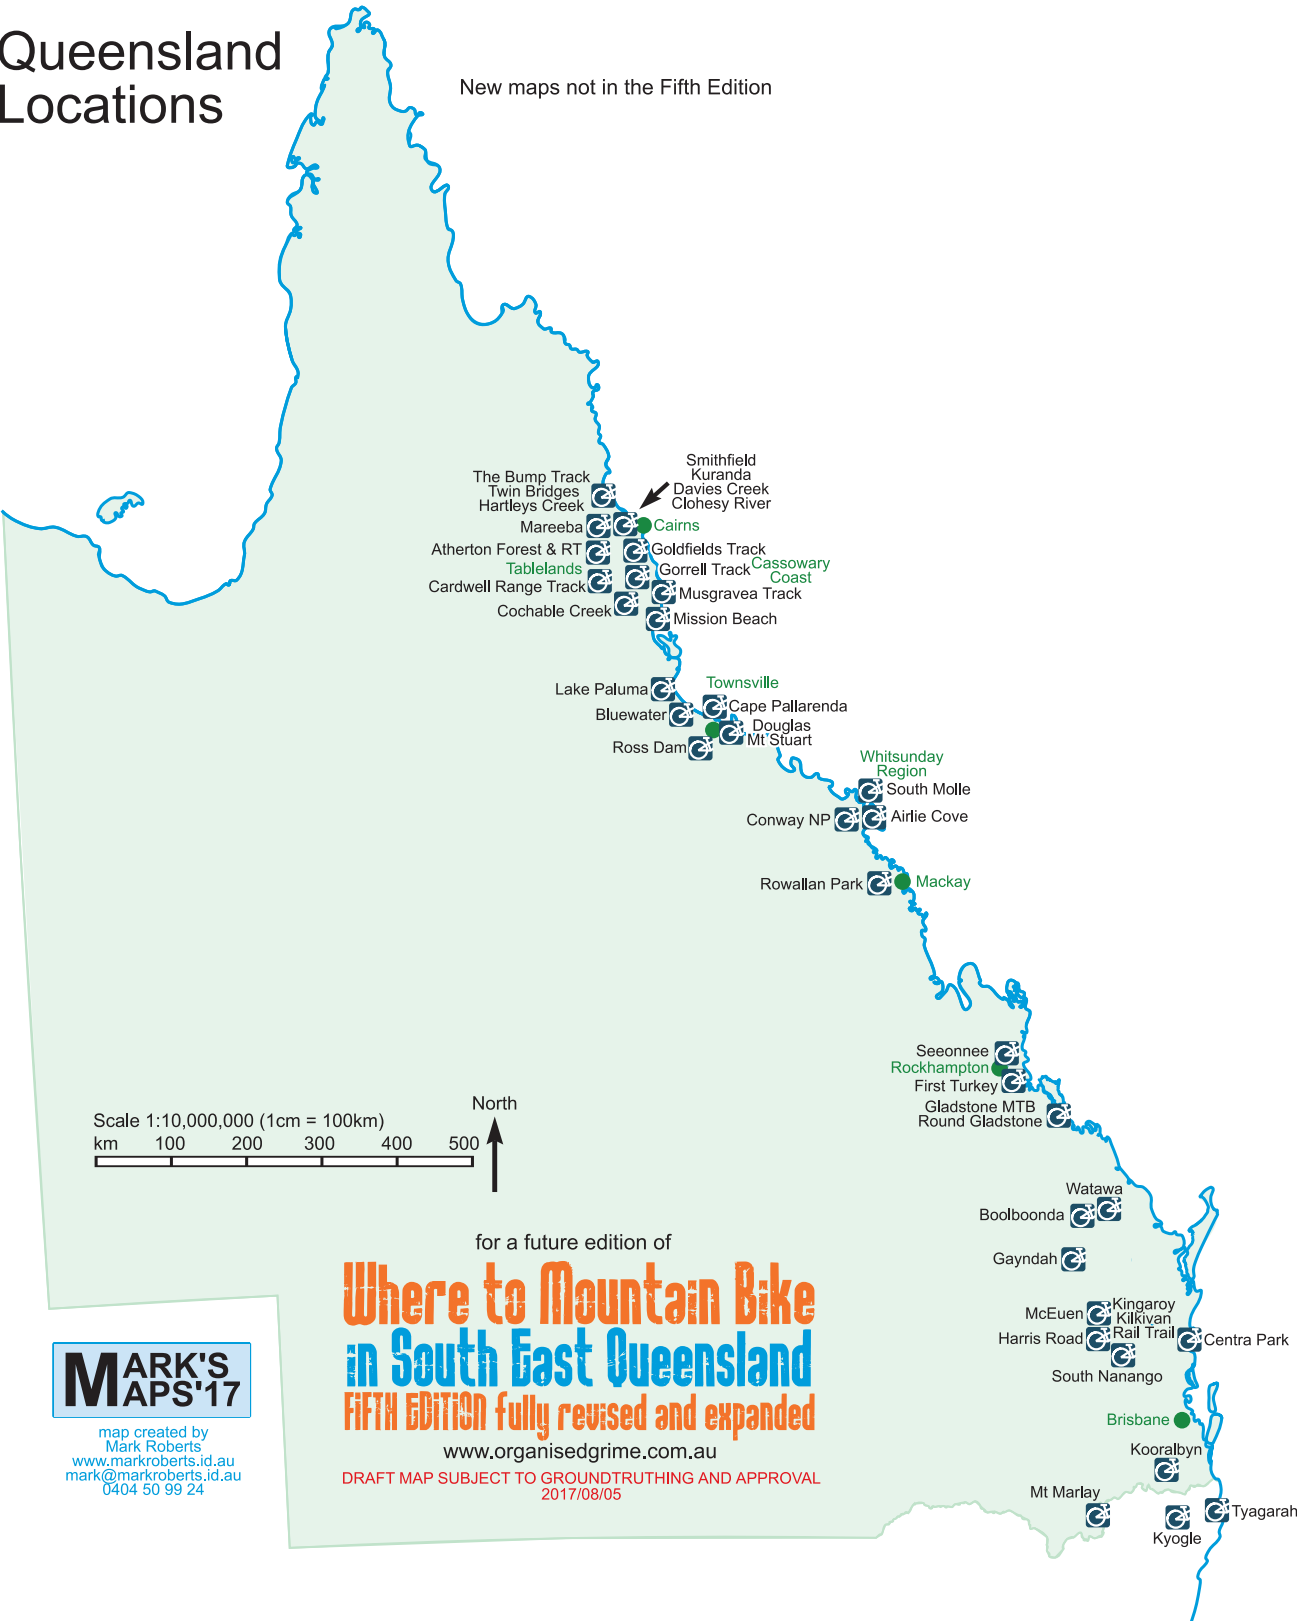 Queensland
Locations
New maps not in the Fifth Edition
Smithfield
Kuranda
Davies Creek
Clohesy River
The Bump Track
Twin Bridges
Hartleys Creek
Mareeba
Cairns
Atherton Forest & RT
Goldfields Track
Tablelands
Gorrell Track
Cassowary
Coast
Cardwell Range Track
Musgravea Track
Cochable Creek
Mission Beach
Lake Paluma
Townsville
Cape Pallarenda
Bluewater
Douglas
Mt Stuart
Ross Dam
Whitsunday
Region
South Molle
Conway NP
Airlie Cove
Rowallan Park
Mackay
Seeonnee
Rockhampton
First Turkey
Gladstone MTB
Round Gladstone
Scale 1:10,000,000 (1cm = 100km)
km 100 200 300 400 500
North
Watawa
Boolboonda
Gayndah
McEuen
Kingaroy
Kilkivan
Rail Trail
Harris Road
Centra Park
South Nanango
Brisbane
Kooralbyn
Mt Marlay
Tyagarah
Kyogle
for a future edition of
Where to Mountain Bike
in South East Queensland
FIFTH EDITION fully revised and expanded
www.organisedgrime.com.au
DRAFT MAP SUBJECT TO GROUNDTRUTHING AND APPROVAL
2017/08/05
MARK'S
MAPS'17
map created by
Mark Roberts
www.markroberts.id.au
mark@markroberts.id.au
0404 50 99 24